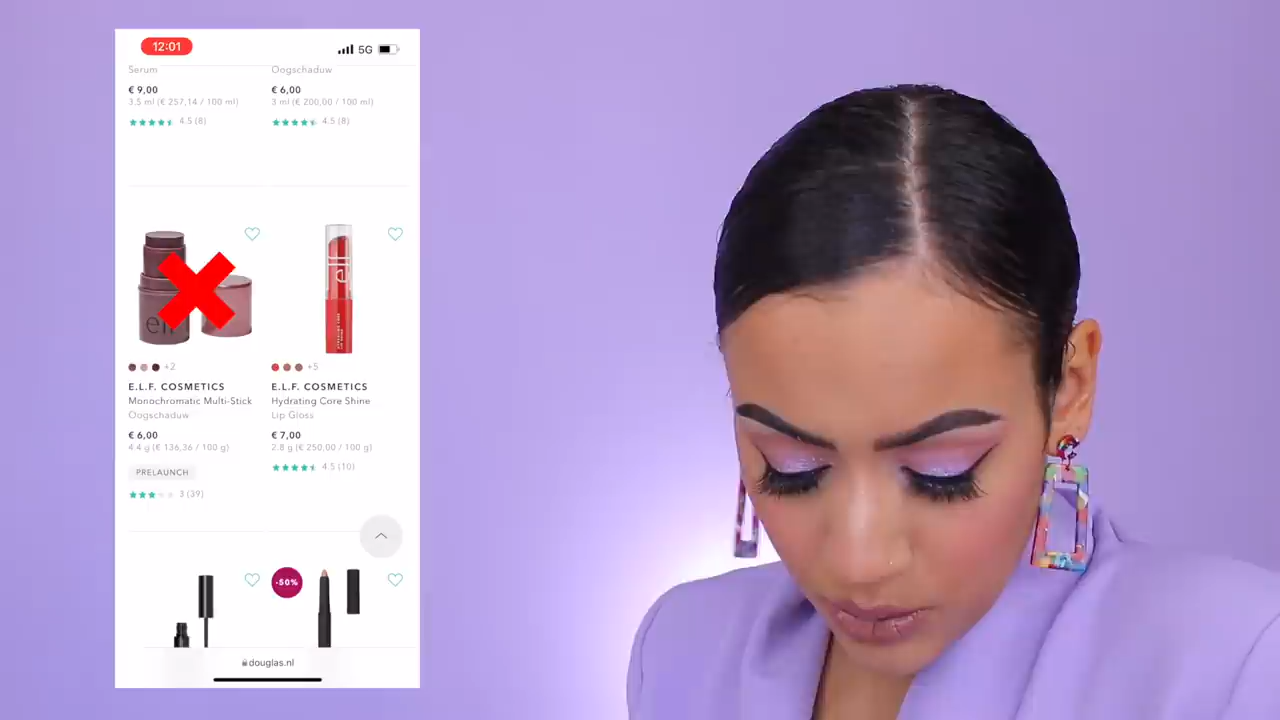 12:01
5G
Serum
Oogschaduw
€ 9,00
€ 6,00
3.5 ml (€ 257,14 / 100 ml)
3 ml (€ 200,00 / 100 ml)
4.5 (8)
4.5 (8)
elf
elf
+2
+5
E.L.F. COSMETICS
E.L.F. COSMETICS
Monochromatic Multi-Stick
Hydrating Core Shine
Oogschaduw
Lip Gloss
€ 6,00
€ 7,00
4.4 g (€ 136,36 / 100 g)
2.8 g (€ 250,00 / 100 g)
PRELAUNCH
4.5 (10)
3 (39)
-50%
douglas.nl